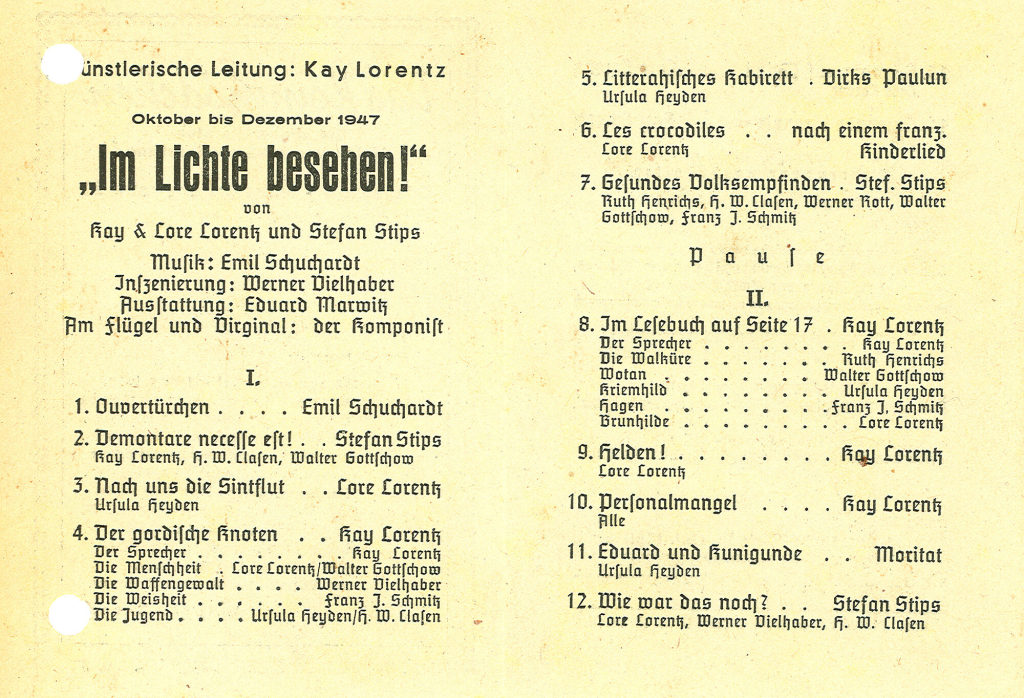 ünstlerische Leitung: Kay Lorentz
Oktober bis Dezember 1947
„Im Lichte besehen!“
von
Kay & Lore Lorentz und Stefan Stips
Musik: Emil Schuchardt
Inszenierung: Werner Vielhaber
Ausstattung: Eduard Marwitz
Am Flügel und Virginal: der Komponist
I.
1. Ouvertürchen . . . . Emil Schuchardt
2. Demontare necesse est! . . Stefan Stips
Kay Lorentz, H. W. Clasen, Walter Gottschow
3. Nach uns die Sintflut . . Lore Lorentz
Ursula Heyden
4. Der gordische Knoten . . Kay Lorentz
Der Sprecher . . . . . . . . Kay Lorentz
Die Menschheit . Lore Lorentz/Walter Gottschow
Die Waffengewalt . . . . Werner Vielhaber
Die Weisheit . . . . . . Franz J. Schmitz
Die Jugend . . . . Ursula Heyden/H. W. Clasen
5. Litterahisches Kabirett . Dirks Paulun
Ursula Heyden
6. Les crocodiles . . nach einem franz.
Lore Lorentz Kinderlied
7. Gesundes Volksempfinden . Stef. Stips
Ruth Henrichs, H. W. Clasen, Werner Rott, Walter
Gottschow, Franz J. Schmitz
Pause
II.
8. Im Lesebuch auf Seite 17 . Kay Lorentz
Der Sprecher . . . . . . . . Kay Lorentz
Die Walküre . . . . . . . Ruth Henrichs
Wotan . . . . . . . . Walter Gottschow
Kriemhild . . . . . . . . Ursula Heyden
Hagen . . . . . . . . . Franz J. Schmitz
Brunhilde . . . . . . . . . Lore Lorentz
9. Helden! . . . . . . . . Kay Lorentz
Lore Lorentz
10. Personalmangel . . . . Kay Lorentz
Alle
11. Eduard und Kunigunde . . Moritat
Ursula Heyden
12. Wie war das noch? . . Stefan Stips
Lore Lorentz, Werner Vielhaber, H. W. Clasen